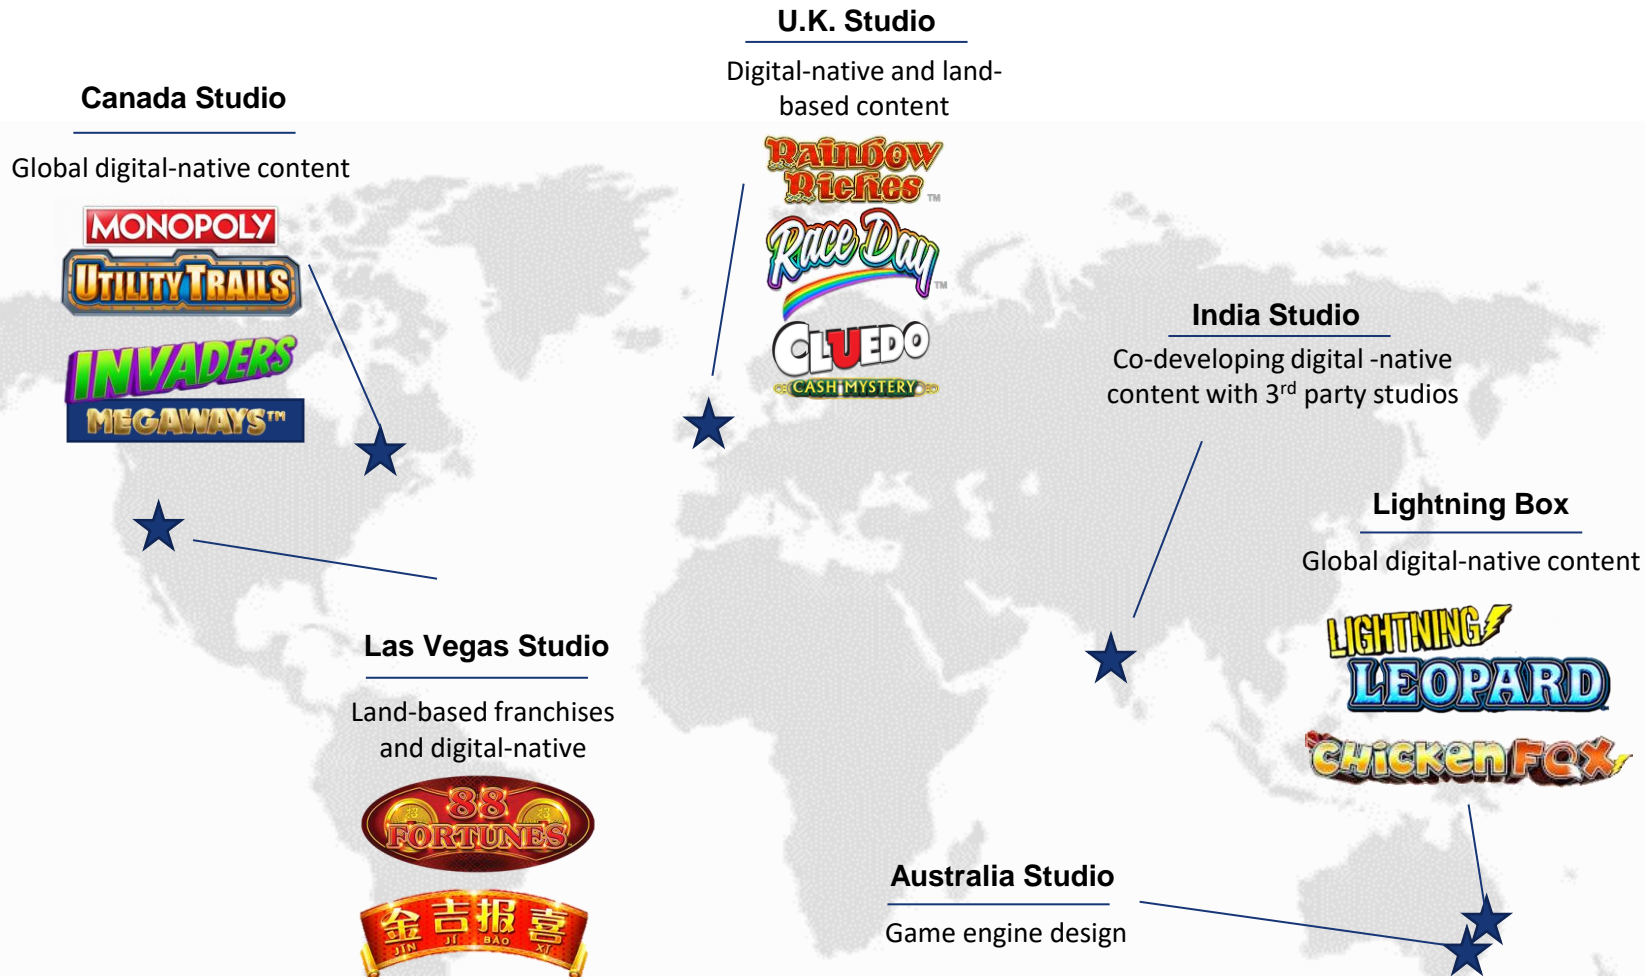 U.K. Studio
Digital-native and land-
based content
Rainbow
Riches™
Race Day™
CLUEDO
CASH MYSTERY
Canada Studio
Global digital-native content
MONOPOLY
UTILITY TRAILS
INVADERS
MEGAWAYS™
India Studio
Co-developing digital -native
content with 3rd party studios
Lightning Box
Global digital-native content
LIGHTNING
LEOPARD
CHICKEN FOX
Las Vegas Studio
Land-based franchises
and digital-native
88
FORTUNES
金吉报喜
JIN JI BAO XI
Australia Studio
Game engine design